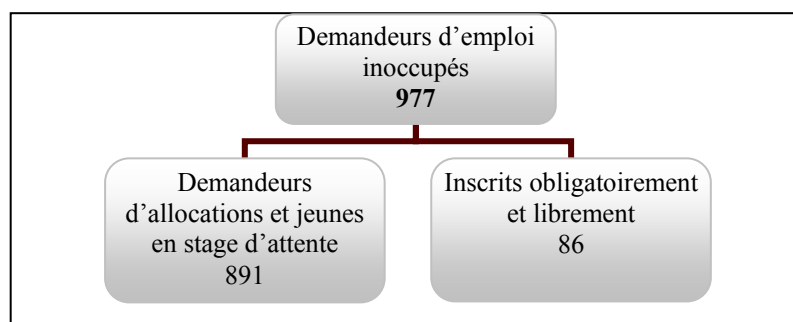 Demandeurs d’emploi
inoccupés
977
Demandeurs
d’allocations et jeunes
en stage d’attente
891
Inscrits obligatoirement
et librement
86